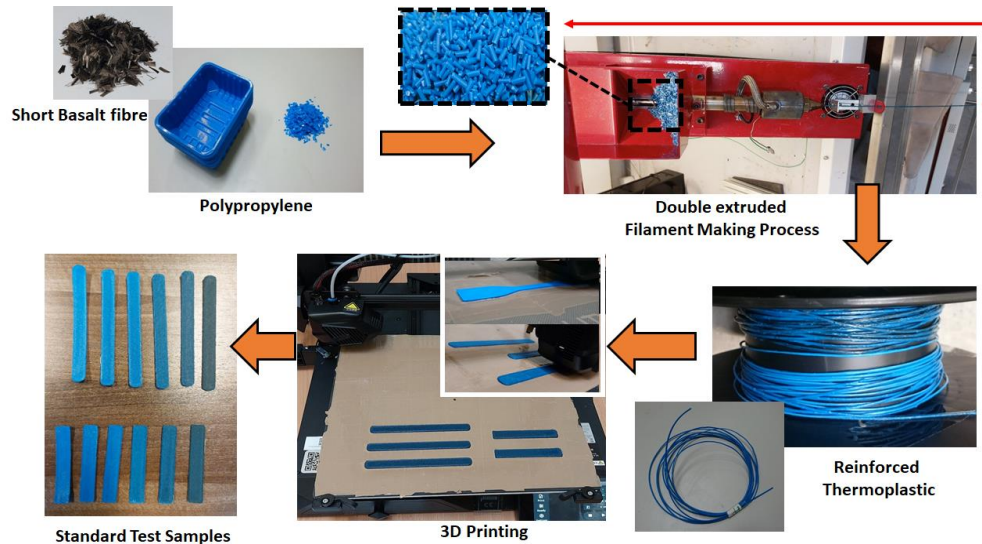 Short Basalt fibre
Polypropylene
Double extruded
Filament Making Process
Reinforced
Thermoplastic
3D Printing
Standard Test Samples